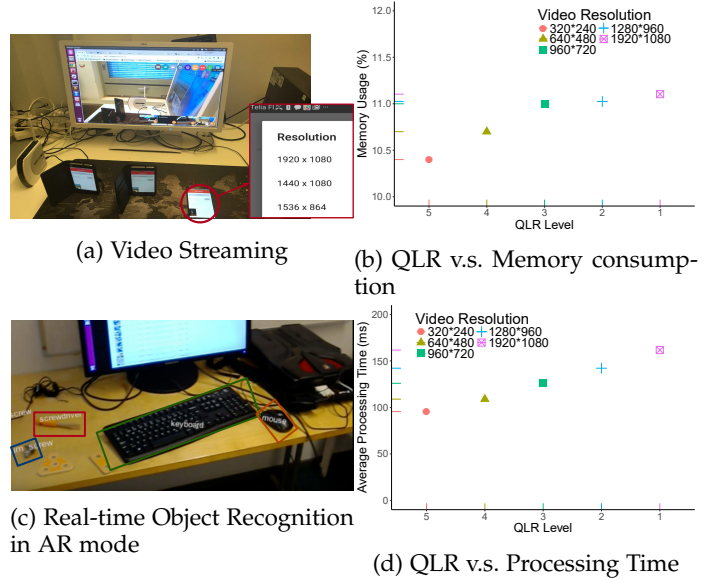 Telia FI
Resolution
1920 x 1080
1440 x 1080
1536 x 864
(a) Video Streaming
12.0
11.5
11.0
10.5
10.0
Memory Usage (%)
Video Resolution
320*240 1280*960
640*480 1920*1080
960*720
5 4 3 2 1
QLR Level
(b) QLR v.s. Memory consump-
tion
screw
screwdriver
screw
keyboard
mouse
(c) Real-time Object Recognition
in AR mode
200
150
100
50
0
Average Processing Time (ms)
Video Resolution
320*240 1280*960
640*480 1920*1080
960*720
5 4 3 2 1
QLR Level
(d) QLR v.s. Processing Time